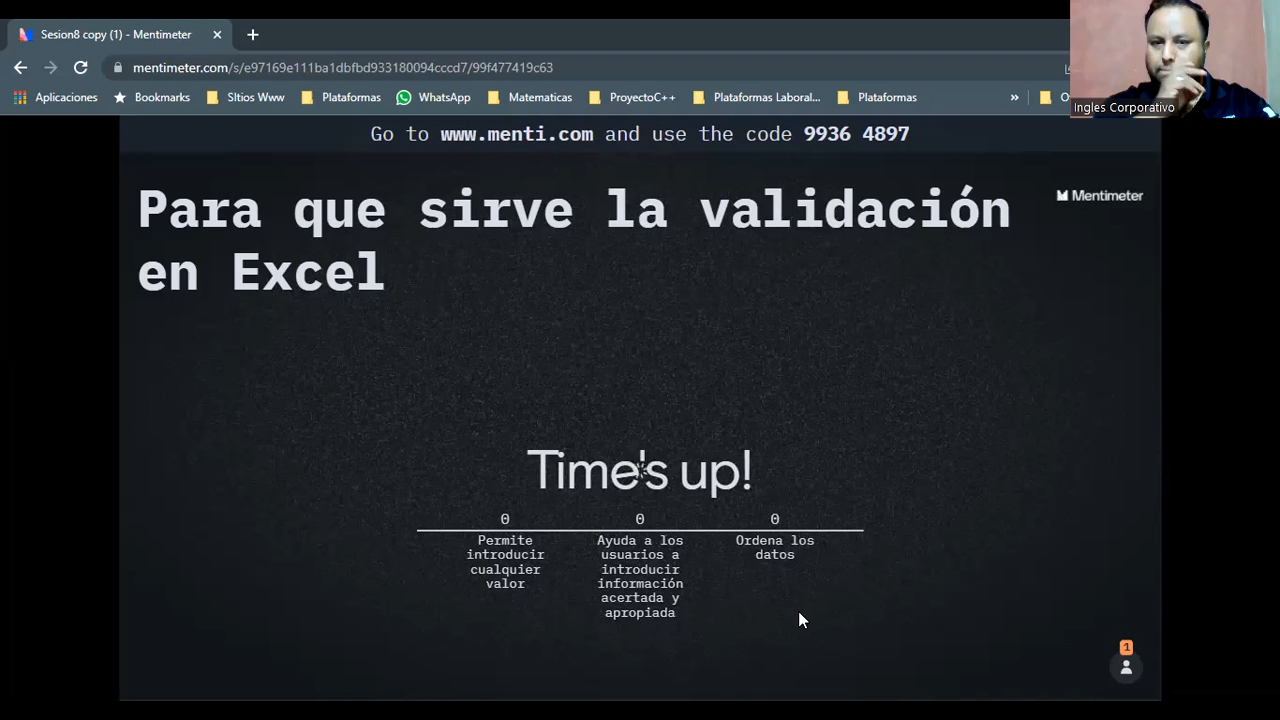 Sesion8 copy (1) - Mentimeter
mentimeter.com/s/e97169e111ba1dbfbd933180094cccd7/99f477419c63
Aplicaciones Bookmarks SItios Www Plataformas WhatsApp Matematicas ProyectoC++ Plataformas Laboral... Plataformas »
Ingles Corporativo
Go to www.menti.com and use the code 9936 4897
Mentimeter
Para que sirve la validación
en Excel
Time's up!
0 0 0
Permite
introducir
cualquier
valor
Ayuda a los
usuarios a
introducir
información
acertada y
apropiada
Ordena los
datos
1